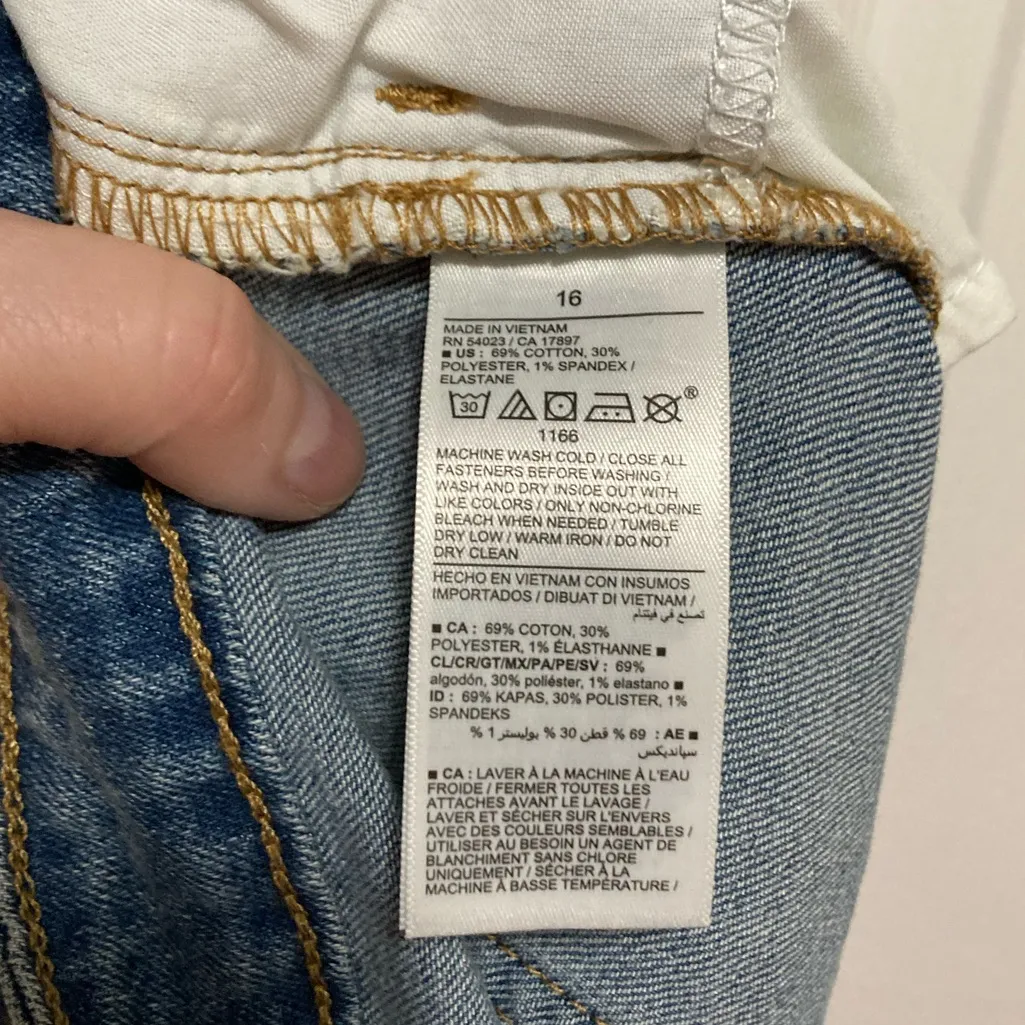 16
MADE IN VIETNAM
RN 54023 / CA 17897
■ US : 69% COTTON, 30%
POLYESTER, 1% SPANDEX /
ELASTANE
30
®
1166
MACHINE WASH COLD / CLOSE ALL
FASTENERS BEFORE WASHING /
WASH AND DRY INSIDE OUT WITH
LIKE COLORS / ONLY NON-CHLORINE
BLEACH WHEN NEEDED / TUMBLE
DRY LOW / WARM IRON / DO NOT
DRY CLEAN
HECHO EN VIETNAM CON INSUMOS
IMPORTADOS / DIBUAT DI VIETNAM /
تصنع في فيتنام
■ CA : 69% COTON, 30%
POLYESTER, 1% ÉLASTHANNE ■
CL/CR/GT/MX/PA/PE/SV : 69%
algodón, 30% poliéster, 1% elastano ■
ID : 69% KAPAS, 30% POLISTER, 1%
SPANDEKS
■ AE : 69 % قطن 30 % بوليستر 1 %
سپانديكس
■ CA : LAVER À LA MACHINE À L'EAU
FROIDE / FERMER TOUTES LES
ATTACHES AVANT LE LAVAGE /
LAVER ET SÉCHER SUR L'ENVERS
AVEC DES COULEURS SEMBLABLES /
UTILISER AU BESOIN UN AGENT DE
BLANCHIMENT SANS CHLORE
UNIQUEMENT / SÉCHER À LA
MACHINE À BASSE TEMPÉRATURE /